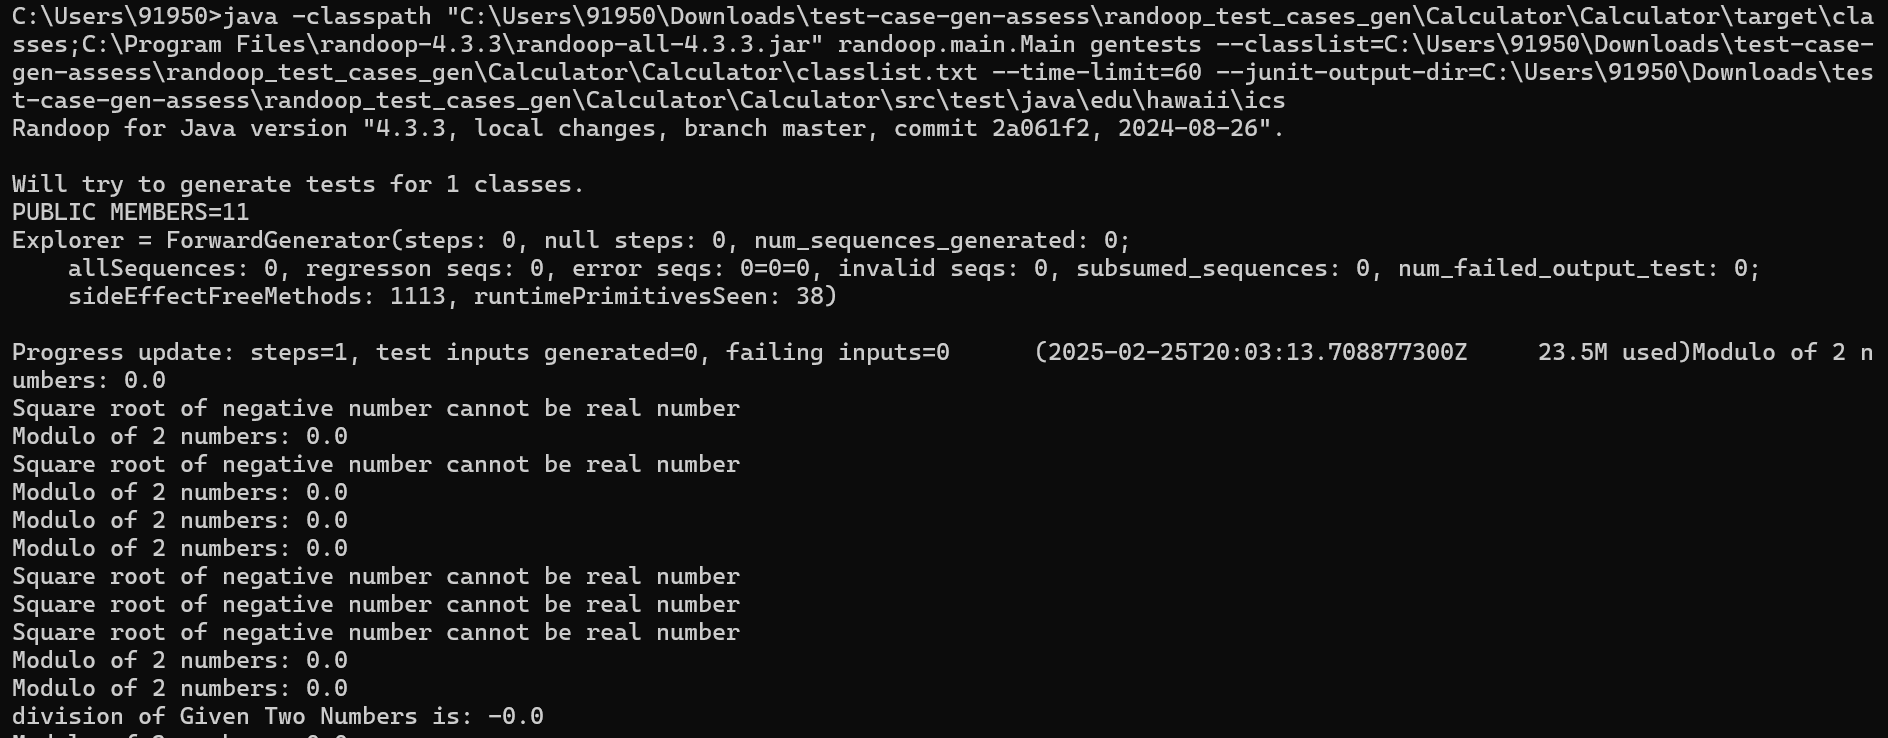 C:\Users\91950>java -classpath "C:\Users\91950\Downloads\test-case-gen-assess\randoop_test_cases_gen\Calculator\Calculator\target\cla
sses;C:\Program Files\randoop-4.3.3\randoop-all-4.3.3.jar" randoop.main.Main gentests --classlist=C:\Users\91950\Downloads\test-case-
gen-assess\randoop_test_cases_gen\Calculator\Calculator\classlist.txt --time-limit=60 --junit-output-dir=C:\Users\91950\Downloads\tes
t-case-gen-assess\randoop_test_cases_gen\Calculator\Calculator\src\test\java\edu\hawaii\ics
Randoop for Java version "4.3.3, local changes, branch master, commit 2a061f2, 2024-08-26".
Will try to generate tests for 1 classes.
PUBLIC MEMBERS=11
Explorer = ForwardGenerator(steps: 0, null steps: 0, num_sequences_generated: 0;
    allSequences: 0, regresson seqs: 0, error seqs: 0=0=0, invalid seqs: 0, subsumed_sequences: 0, num_failed_output_test: 0;
    sideEffectFreeMethods: 1113, runtimePrimitivesSeen: 38)
Progress update: steps=1, test inputs generated=0, failing inputs=0      (2025-02-25T20:03:13.708877300Z     23.5M used)Modulo of 2 n
umbers: 0.0
Square root of negative number cannot be real number
Modulo of 2 numbers: 0.0
Square root of negative number cannot be real number
Modulo of 2 numbers: 0.0
Modulo of 2 numbers: 0.0
Modulo of 2 numbers: 0.0
Square root of negative number cannot be real number
Square root of negative number cannot be real number
Square root of negative number cannot be real number
Modulo of 2 numbers: 0.0
Modulo of 2 numbers: 0.0
division of Given Two Numbers is: -0.0